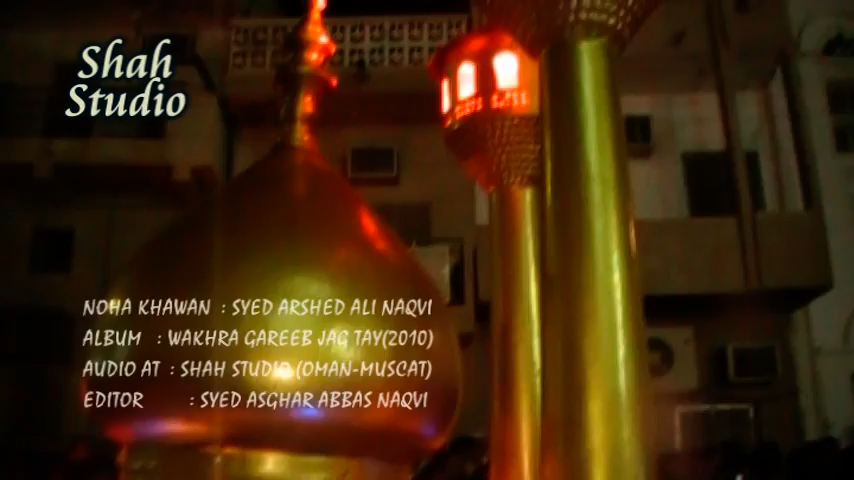 Shah
Studio
NOHA KHAWAN : SYED ARSHED ALI NAQVI
ALBUM : WAKHRA GAREEB JAG TAY(2010)
AUDIO AT : SHAH STUDIO (OMAN-MUSCAT)
EDITOR : SYED ASGHAR ABBAS NAQVI